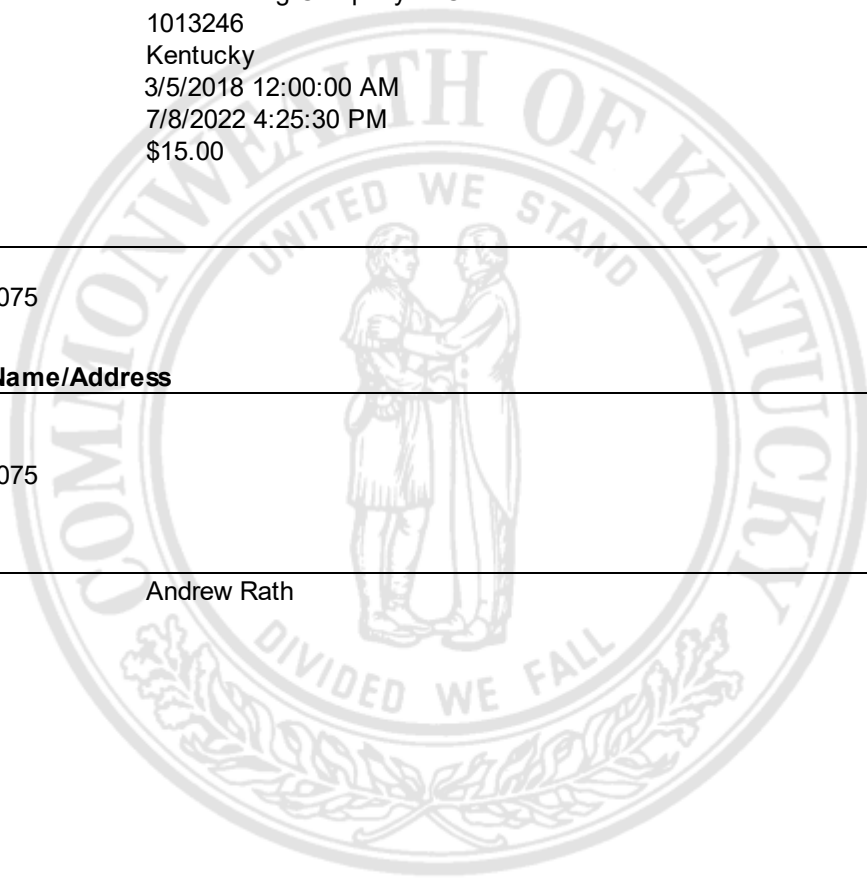 1013246
Kentucky
3/5/2018 12:00:00 AM
7/8/2022 4:25:30 PM
$15.00
COMMONWEALTH OF KENTUCKY
UNITED WE STAND
075
Name/Address
075
Andrew Rath
DIVIDED WE FALL